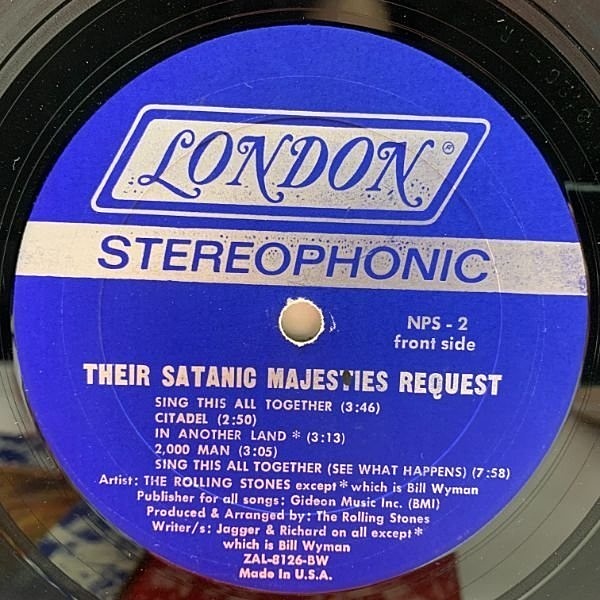 LONDON®
STEREOPHONIC
NPS - 2
front side
THEIR SATANIC MAJESTIES REQUEST
SING THIS ALL TOGETHER (3:46)
CITADEL (2:50)
IN ANOTHER LAND * (3:13)
2,000 MAN (3:05)
SING THIS ALL TOGETHER (SEE WHAT HAPPENS) (7:58)
Artist: THE ROLLING STONES except * which is Bill Wyman
Publisher for all songs: Gideon Music Inc. (BMI)
Produced & Arranged by: The Rolling Stones
Writer/s: Jagger & Richard on all except *
which is Bill Wyman
ZAL-8126-BW
Made in U.S.A.